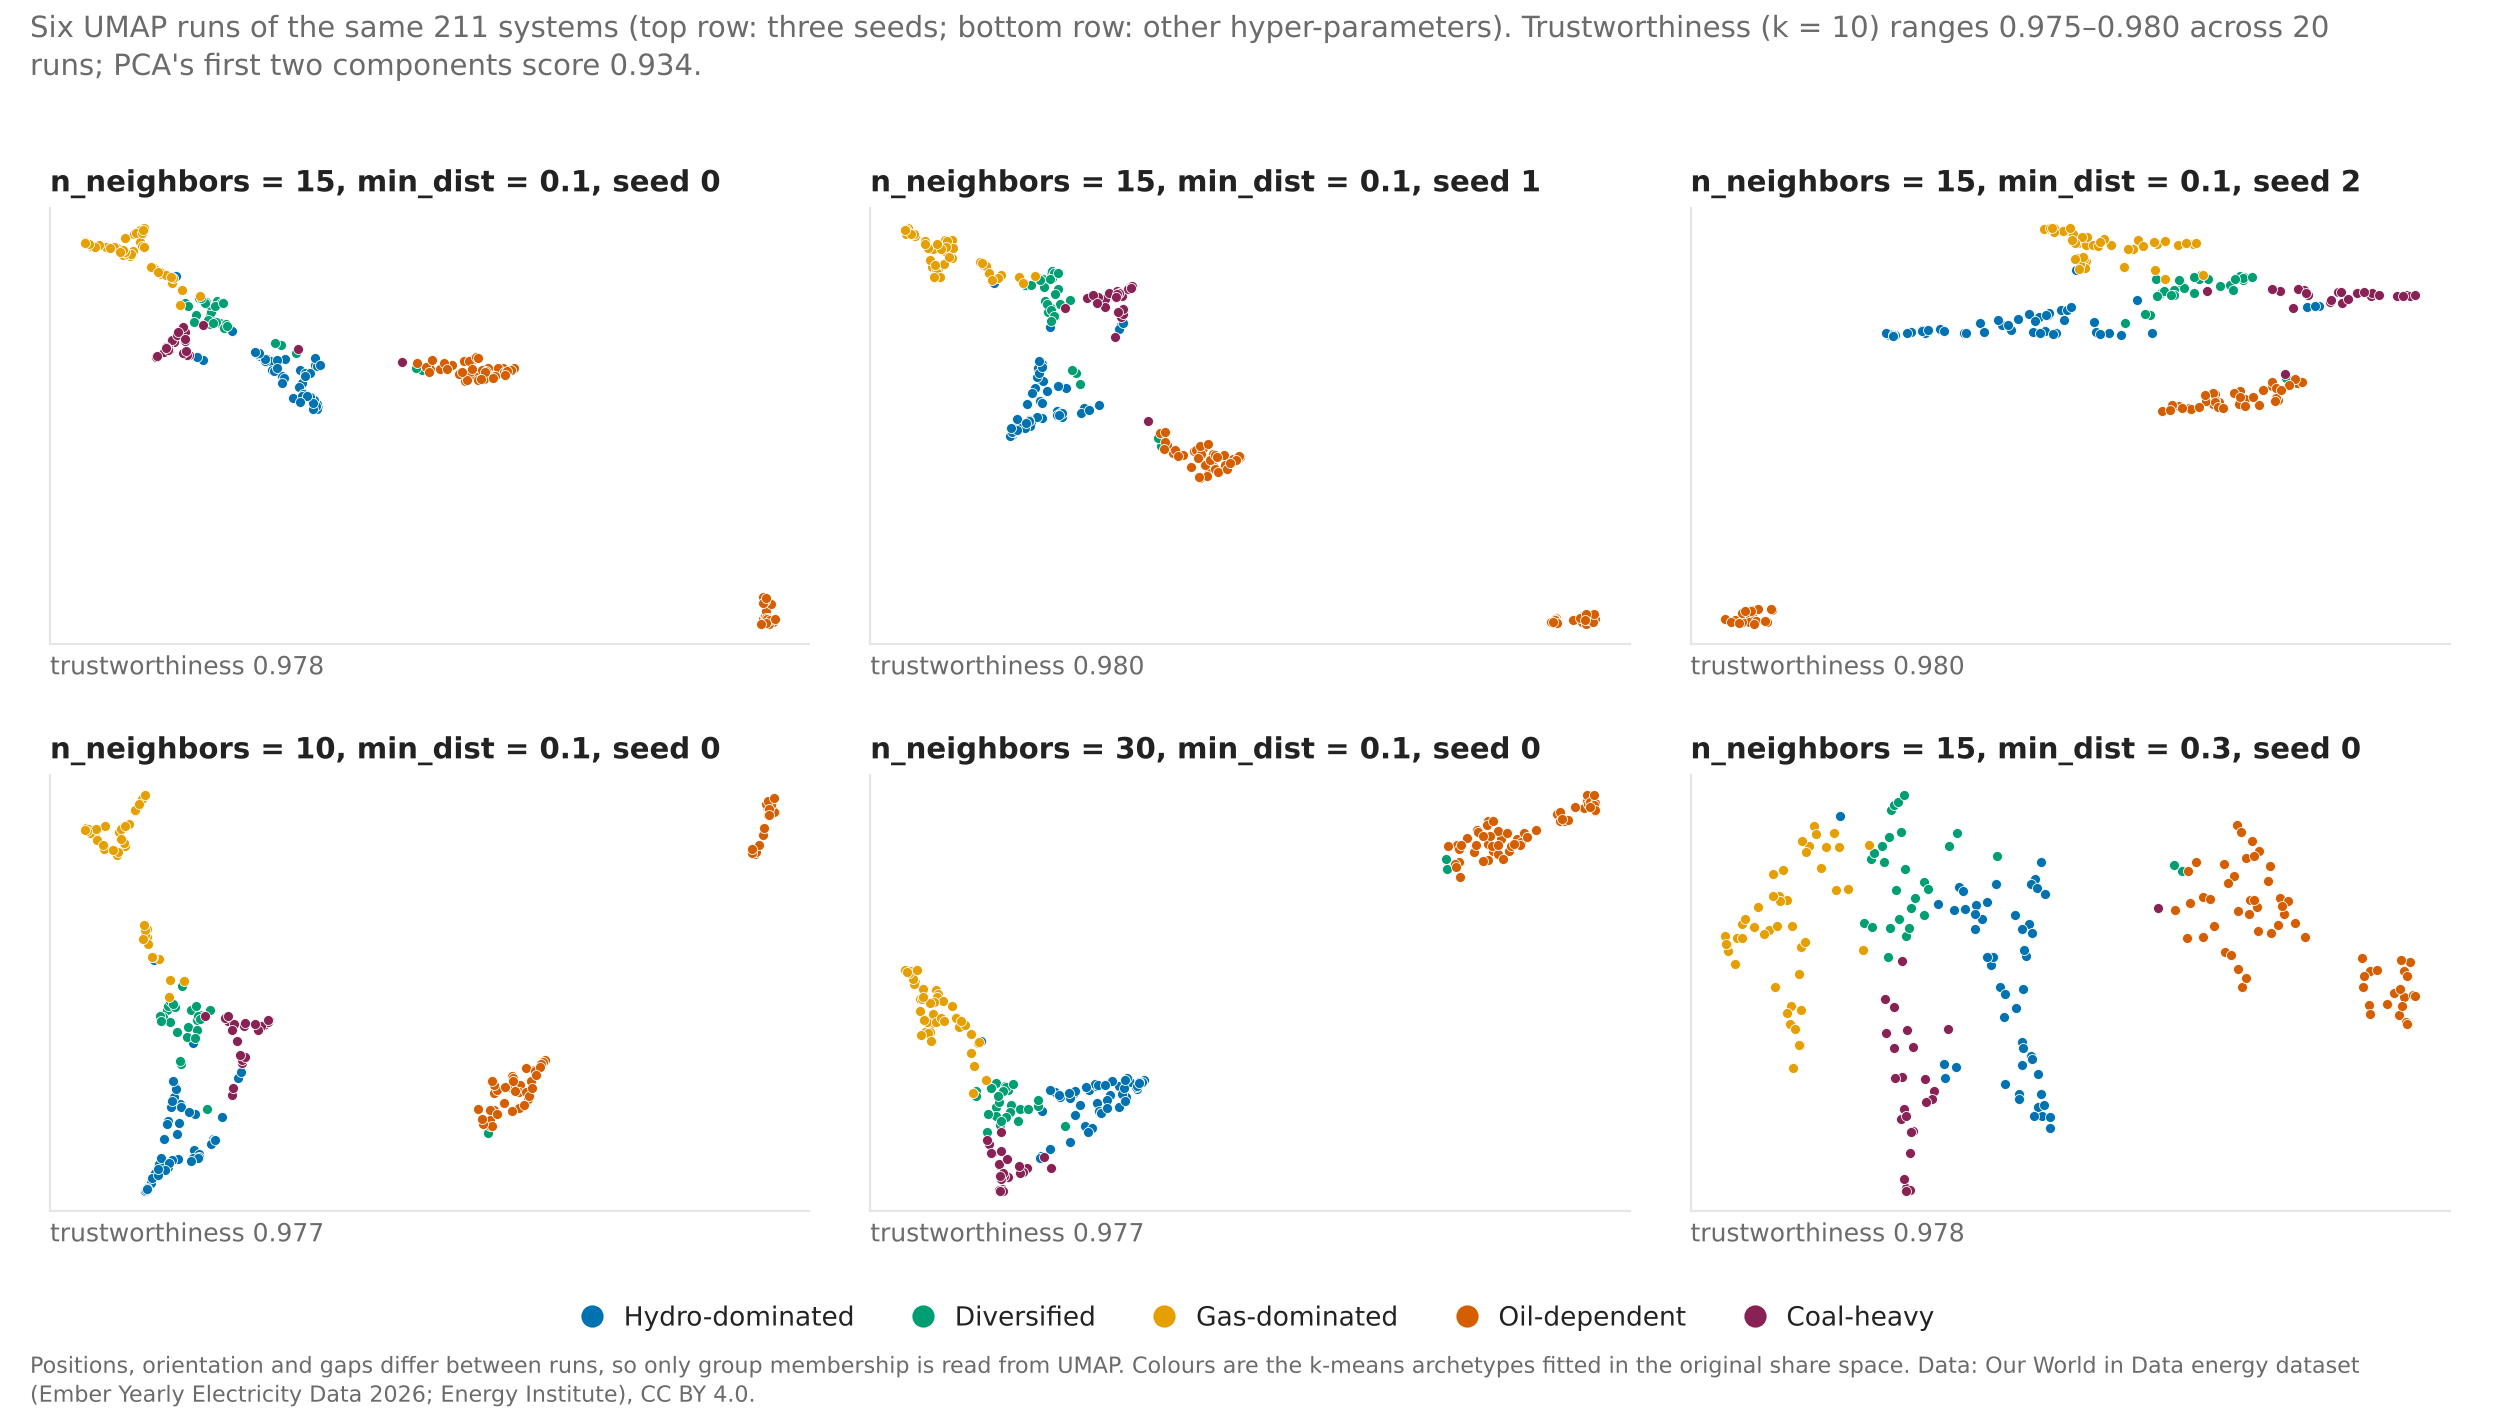 Six UMAP runs of the same 211 systems (top row: three seeds; bottom row: other hyper-parameters). Trustworthiness (k = 10) ranges 0.975–0.980 across 20
runs; PCA's first two components score 0.934.
n_neighbors = 15, min_dist = 0.1, seed 0
n_neighbors = 15, min_dist = 0.1, seed 1
n_neighbors = 15, min_dist = 0.1, seed 2
trustworthiness 0.978
trustworthiness 0.980
trustworthiness 0.980
n_neighbors = 10, min_dist = 0.1, seed 0
n_neighbors = 30, min_dist = 0.1, seed 0
n_neighbors = 15, min_dist = 0.3, seed 0
trustworthiness 0.977
trustworthiness 0.977
trustworthiness 0.978
Hydro-dominated
Diversified
Gas-dominated
Oil-dependent
Coal-heavy
Positions, orientation and gaps differ between runs, so only group membership is read from UMAP. Colours are the k-means archetypes fitted in the original share space. Data: Our World in Data energy dataset
(Ember Yearly Electricity Data 2026; Energy Institute), CC BY 4.0.